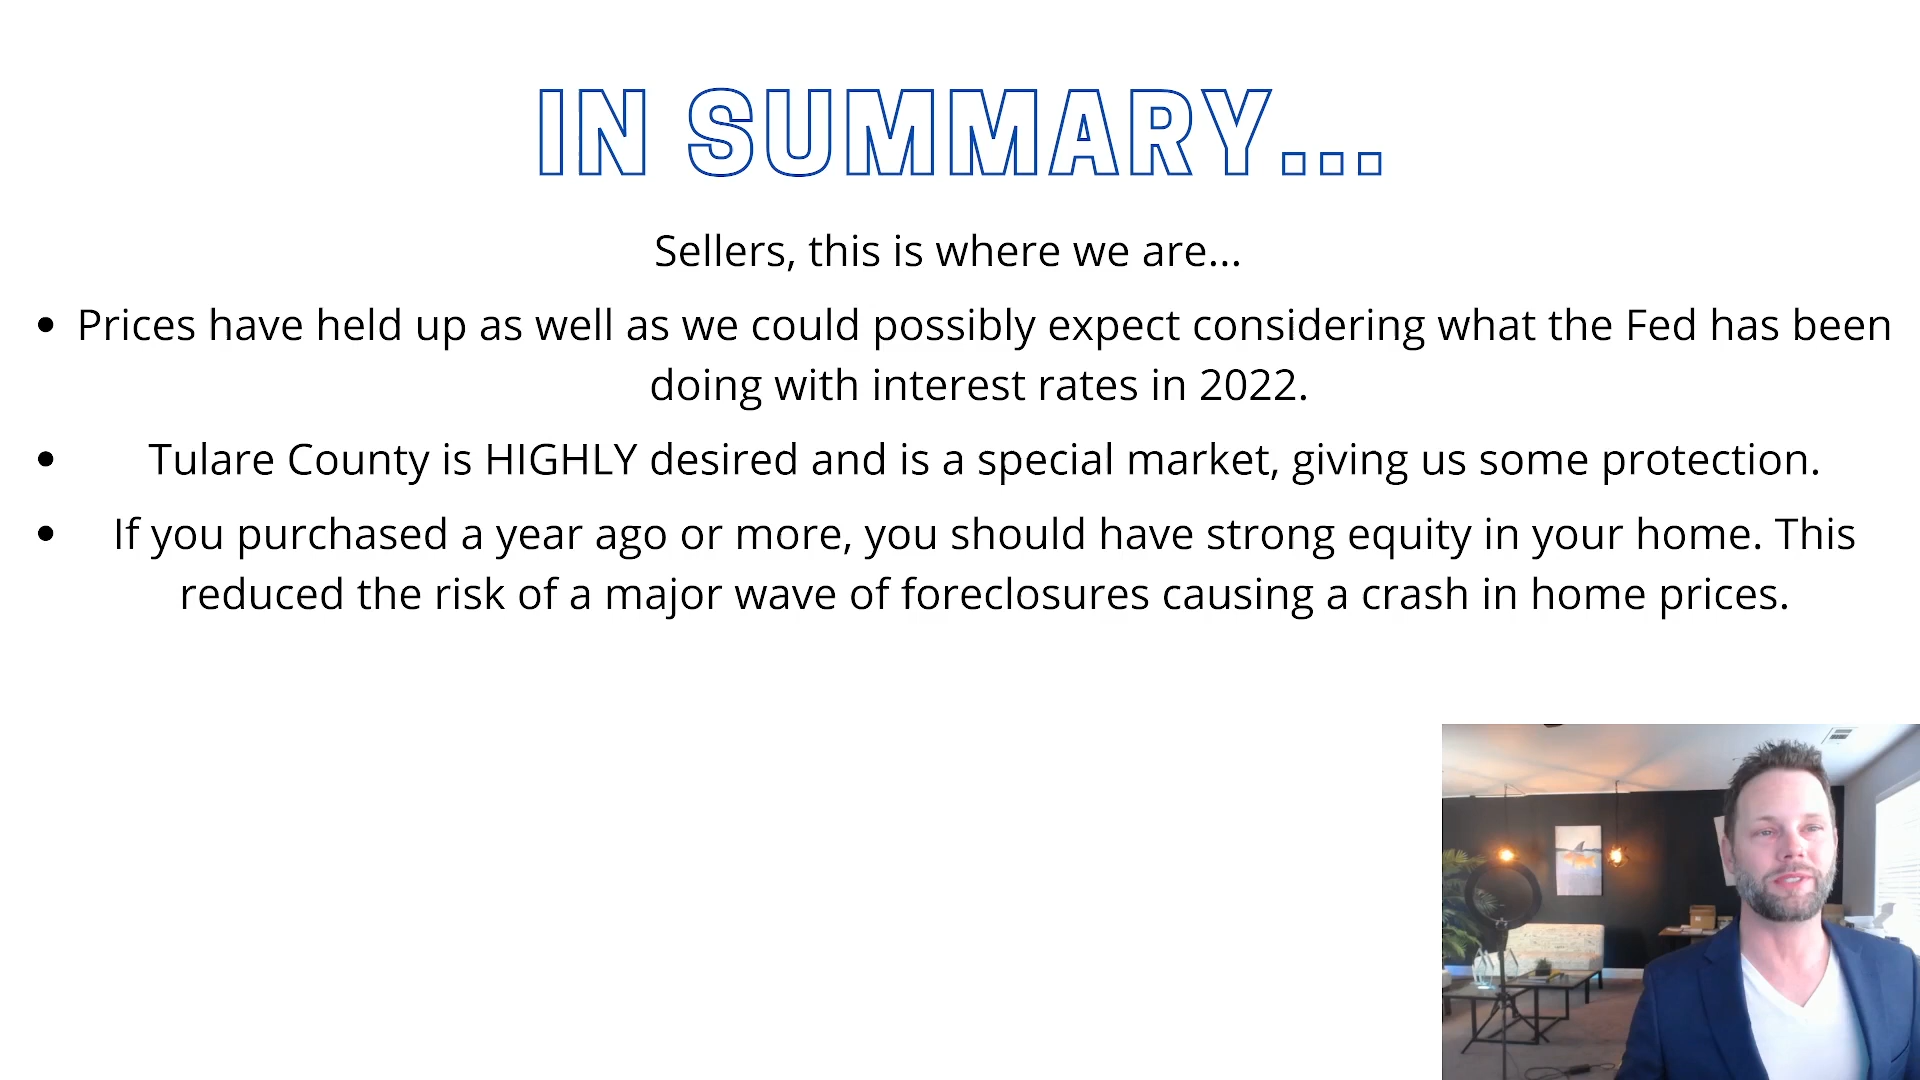 IN SUMMARY...
Sellers, this is where we are...
• Prices have held up as well as we could possibly expect considering what the Fed has been
doing with interest rates in 2022.
• Tulare County is HIGHLY desired and is a special market, giving us some protection.
• If you purchased a year ago or more, you should have strong equity in your home. This
reduced the risk of a major wave of foreclosures causing a crash in home prices.